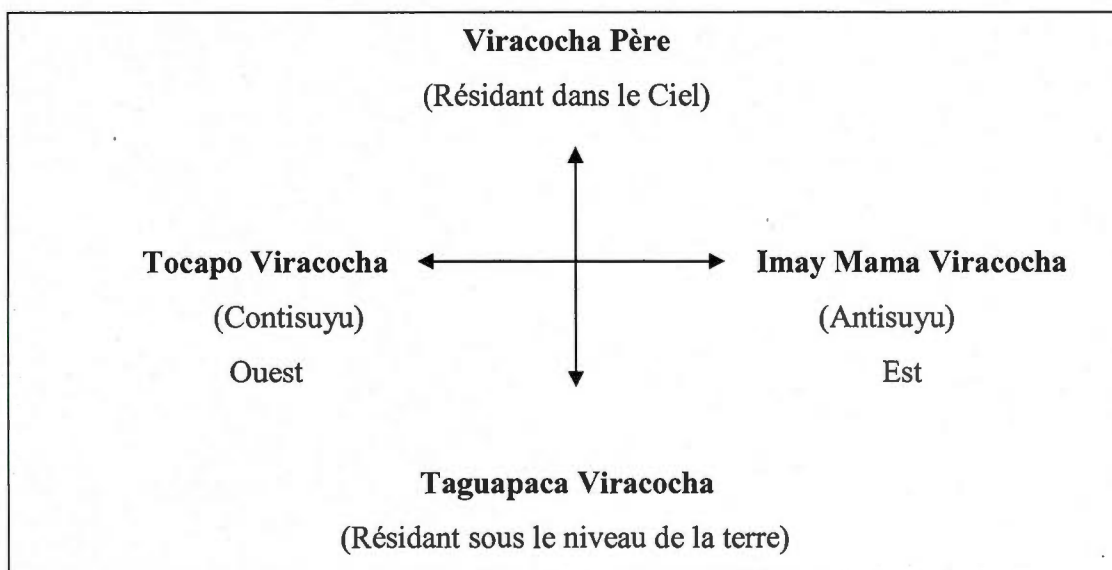 Viracocha Père
(Résidant dans le Ciel)
Tocapo Viracocha
Imay Mama Viracocha
(Contisuyu)
(Antisuyu)
Ouest
Est
Taguapaca Viracocha
(Résidant sous le niveau de la terre)